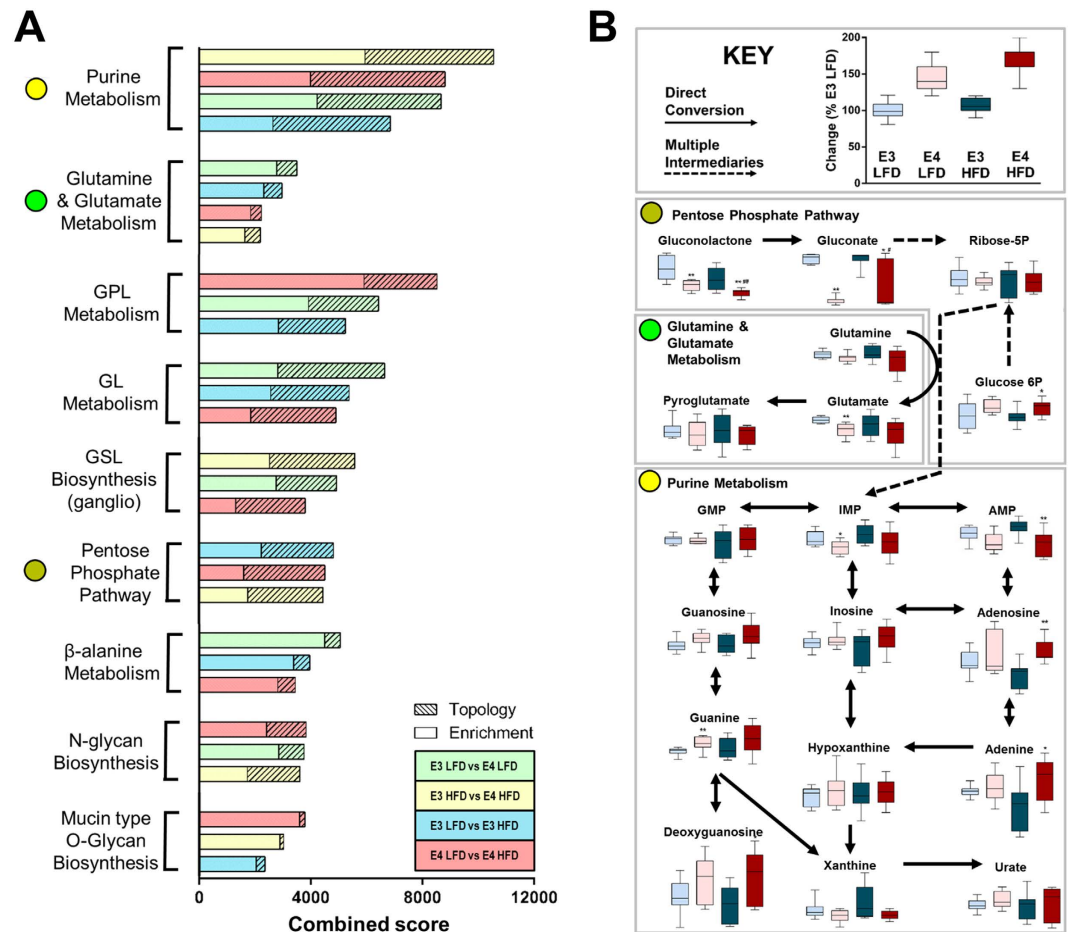 A
Purine
Metabolism
Glutamine
& Glutamate
Metabolism
GPL
Metabolism
GL
Metabolism
GSL
Biosynthesis
(ganglio)
Pentose
Phosphate
Pathway
β-alanine
Metabolism
N-glycan
Biosynthesis
Mucin type
O-Glycan
Biosynthesis
Topology
Enrichment
E3 LFD vs E4 LFD
E3 HFD vs E4 HFD
E3 LFD vs E3 HFD
E4 LFD vs E4 HFD
0 4000 8000 12000
Combined score
B
KEY
Direct
Conversion
Multiple
Intermediaries
Change (% E3 LFD)
200
150
100
50
0
E3 E4 E3 E4
LFD LFD HFD HFD
Pentose Phosphate Pathway
Gluconolactone Gluconate Ribose-5P
** ** ## ** * #
Glutamine &
Glutamate
Metabolism
Glutamine
Glucose 6P
*
Pyroglutamate Glutamate
**
Purine Metabolism
GMP IMP AMP
* **
Guanosine Inosine Adenosine
**
Guanine Hypoxanthine Adenine
** *
Deoxyguanosine
*
Xanthine Urate